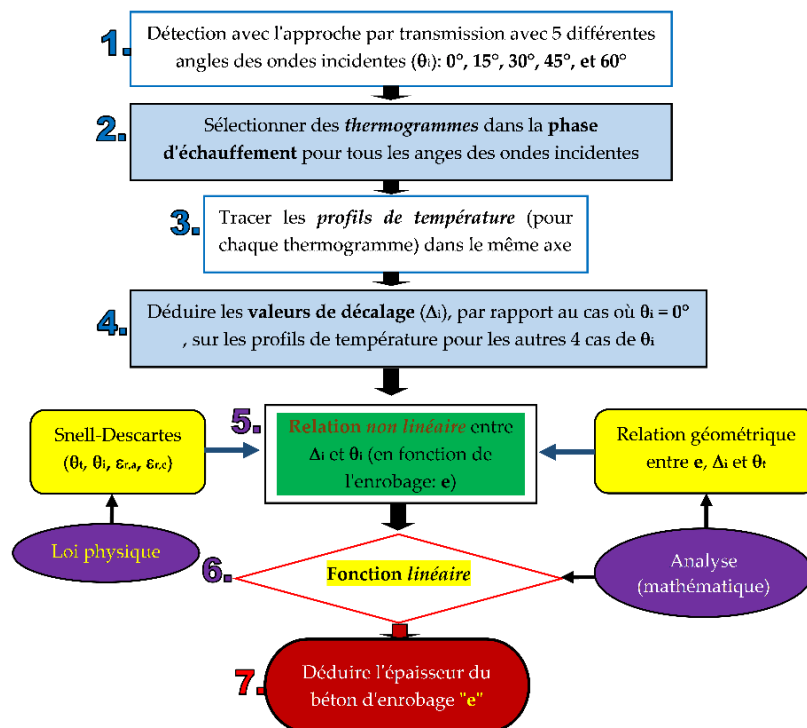 1.
Détection avec l'approche par transmission avec 5 différentes
angles des ondes incidentes (θi): 0°, 15°, 30°, 45°, et 60°
2.
Sélectionner des thermogrammes dans la phase
d'échauffement pour tous les anges des ondes incidentes
3.
Tracer les profils de température (pour
chaque thermogramme) dans le même axe
4.
Déduire les valeurs de décalage (Δi), par rapport au cas où θi = 0°
, sur les profils de température pour les autres 4 cas de θi
Snell-Descartes
(θt, θi, εr,a, εr,c)
Loi physique
5.
Relation non linéaire entre
Δi et θi (en fonction de
l'enrobage: e)
Relation géométrique
entre e, Δi et θt
Analyse
(mathématique)
6.
Fonction linéaire
7.
Déduire l'épaisseur du
béton d'enrobage "e"